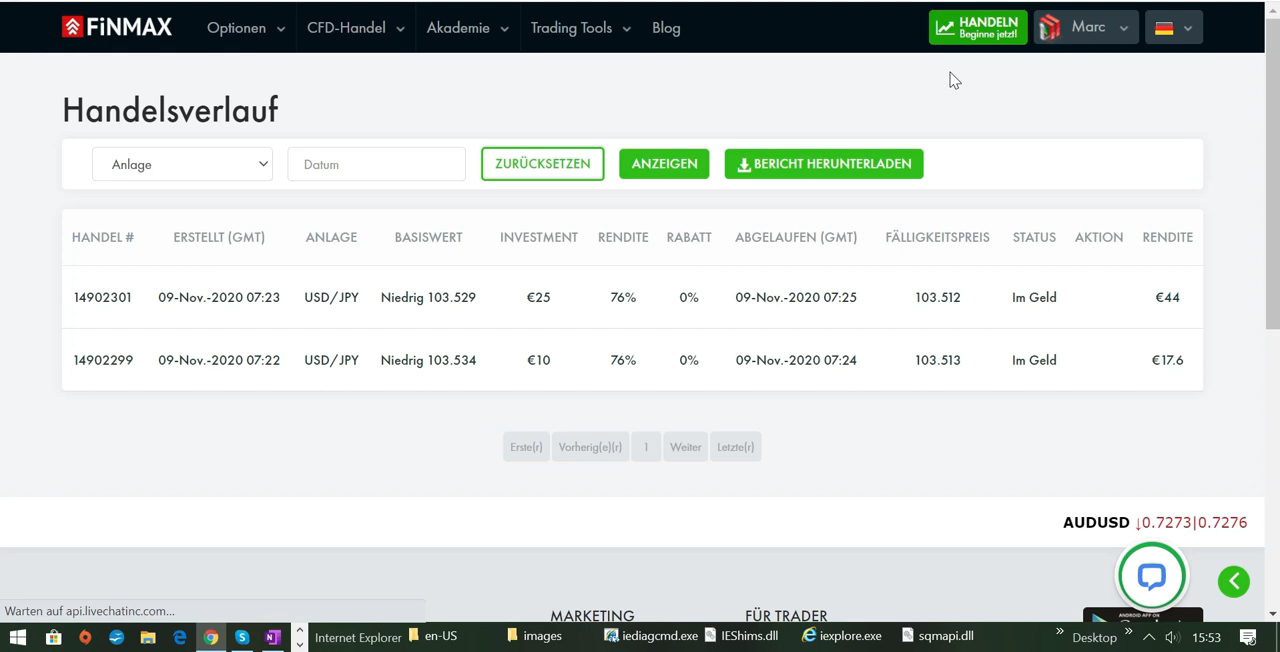 FiNMAX Optionen CFD-Handel Akademie Trading Tools Blog HANDELN Marc
Beginne jetzt!
Handelsverlauf
Anlage Datum ZURÜCKSETZEN ANZEIGEN BERICHT HERUNTERLADEN
HANDEL # ERSTELLT (GMT) ANLAGE BASISWERT INVESTMENT RENDITE RABATT ABGELAUFEN (GMT) FÄLLIGKEITSPREIS STATUS AKTION RENDITE
14902301 09-Nov.-2020 07:23 USD/JPY Niedrig 103.529 €25 76% 0% 09-Nov.-2020 07:25 103.512 Im Geld €44
14902299 09-Nov.-2020 07:22 USD/JPY Niedrig 103.534 €10 76% 0% 09-Nov.-2020 07:24 103.513 Im Geld €17.6
Erste(r) Vorherig(e)(r) 1 Weiter Letzte(r)
AUDUSD ↓0.7273|0.7276
Warten auf api.livechatinc.com...
MARKETING FÜR TRADER
ANDROID APP ON
Internet Explorer en-US images iediagcmd.exe IEShims.dll iexplore.exe sqmapi.dll » Desktop » 15:53